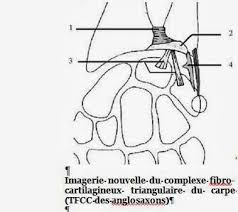 1
2
3
4
¶
Imagerie·nouvelle·du·complexe·fibro-
cartilagineux· triangulaire· du· carpe·
(TFCC·des·anglosaxons)¶
¶